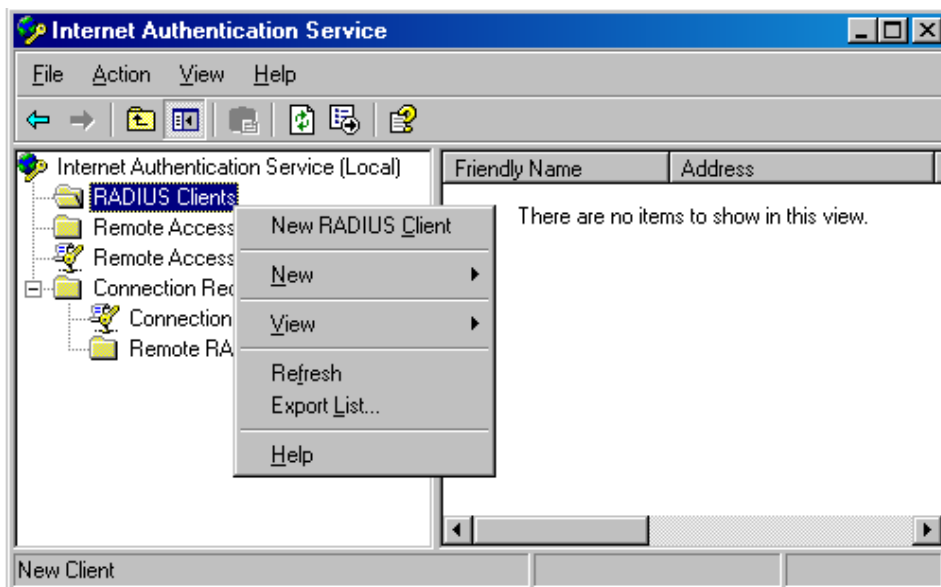 Internet Authentication Service
File Action View Help
Internet Authentication Service (Local)
RADIUS Clients
Remote Access
Remote Access
Connection Req
Connection
Remote RA
New RADIUS Client
New
View
Refresh
Export List...
Help
Friendly Name Address
There are no items to show in this view.
New Client